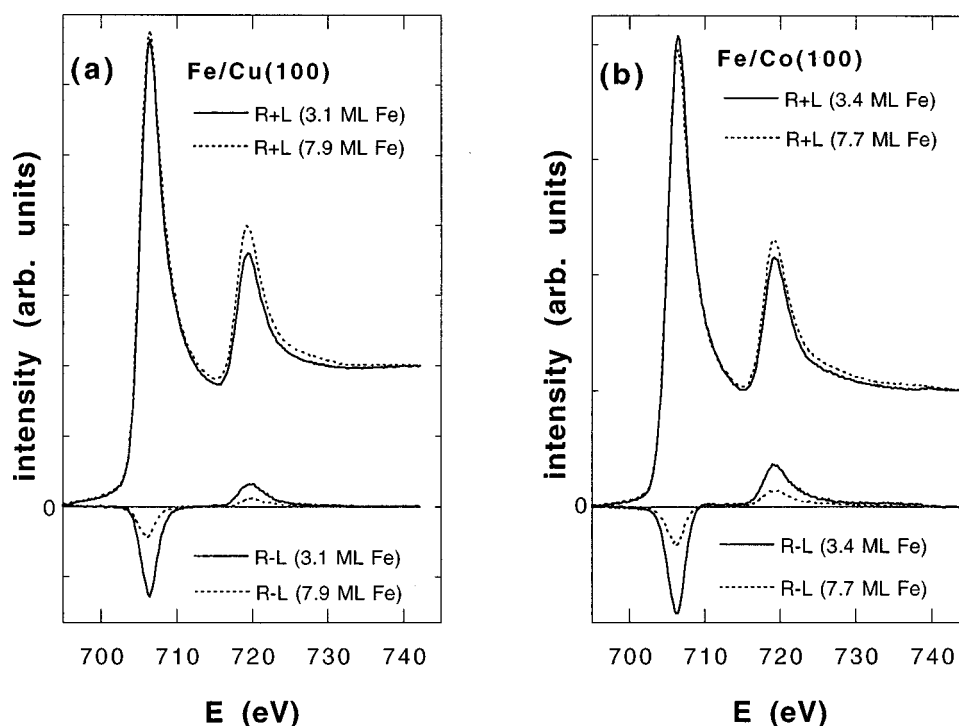 (a)
Fe/Cu(100)
R+L (3.1 ML Fe)
R+L (7.9 ML Fe)
intensity (arb. units)
0
R-L (3.1 ML Fe)
R-L (7.9 ML Fe)
700 710 720 730 740
E (eV)
(b)
Fe/Co(100)
R+L (3.4 ML Fe)
R+L (7.7 ML Fe)
intensity (arb. units)
0
R-L (3.4 ML Fe)
R-L (7.7 ML Fe)
700 710 720 730 740
E (eV)